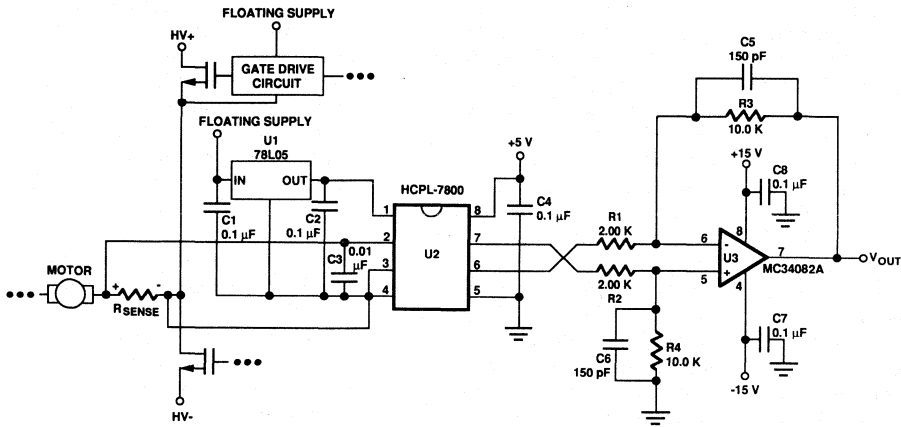 FLOATING SUPPLY
HV+
GATE DRIVE
CIRCUIT
FLOATING SUPPLY
U1
78L05
IN
OUT
C1
0.1 µF
C2
0.1 µF
C3
0.01
µF
MOTOR
+
-
RSENSE
HV-
HCPL-7800
U2
1
2
3
4
8
7
6
5
+5 V
C4
0.1 µF
R1
2.00 K
2.00 K
R2
C6
150 pF
R4
10.0 K
C5
150 pF
R3
10.0 K
+15 V
C8
0.1 µF
8
6
-
U3
+
5
7
4
MC34082A
VOUT
C7
0.1 µF
-15 V